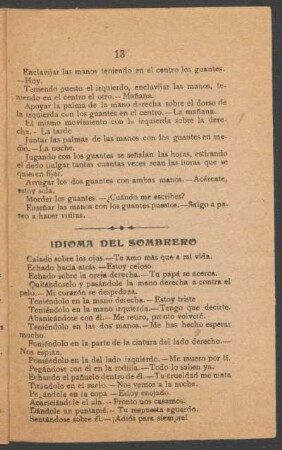 13
Enclavijar las manos teniendo en el centro los guantes.
—Hoy.
Teniendo puesto el izquierdo, enclavijar las manos, te-
niendo en el centro el otro.—Mañana.
Apoyar la palma de la mano derecha sobre el dorso de
la izquierda con los guantes en el centro.—La mañana.
El mismo movimiento con la izquierda sobre la dere-
cha.—La tarde
Juntar las palmas de las manos con los guantes en me-
dio.—La noche.
Jugando con los guantes se señalan las horas, estirando
el dedo pulgar tantas cuantas veces sean las horas que se
quieren fijar.
Arrugar los dos guantes con ambas manos.—Acércate,
estoy sola.
Morder los guantes—¿Cuándo me escribes?
Enseñar las manos con los guantes puestos.—Salgo a pa-
seo a hacer visitas.
IDIOMA DEL SOMBRERO
Calado sobre los ojos.—Te amo más que a mi vida.
Echado hacia atrás.—Estoy celoso.
Echado sobre la oreja derecha.—Tu papá se acerca.
Quitándoselo y pasándole la mano derecha a contra el
pelo.—Mi corazón se despedaza.
Teniéndolo en la mano derecha.—Estoy triste
Teniéndolo en la mano izquierda.—Tengo que decirte.
Abanicándose con él.—Me retiro, pronto volveré.
Teniéndolo en las dos manos.—Me has hecho esperar
mucho.
Poniéndolo en la parte de la cintura del lado derecho.—
Nos espían.
Poniéndolo en la del lado izquierdo.—Me muero por tí.
Pegándose con él en la rodilla.—Todo lo saben ya.
Echando el pañuelo dentro de él.—Tu crueldad me mata
Tirándolo en el suelo.—Nos vemos a la noche.
Dejándola en la copa—Estoy enojado
Acariciándole el ala.—Pronto nos casamos.
Dándole un puntapié.—Tu respuesta aguardo.
Sentándose sobre él.—¡Adiós para siempre!